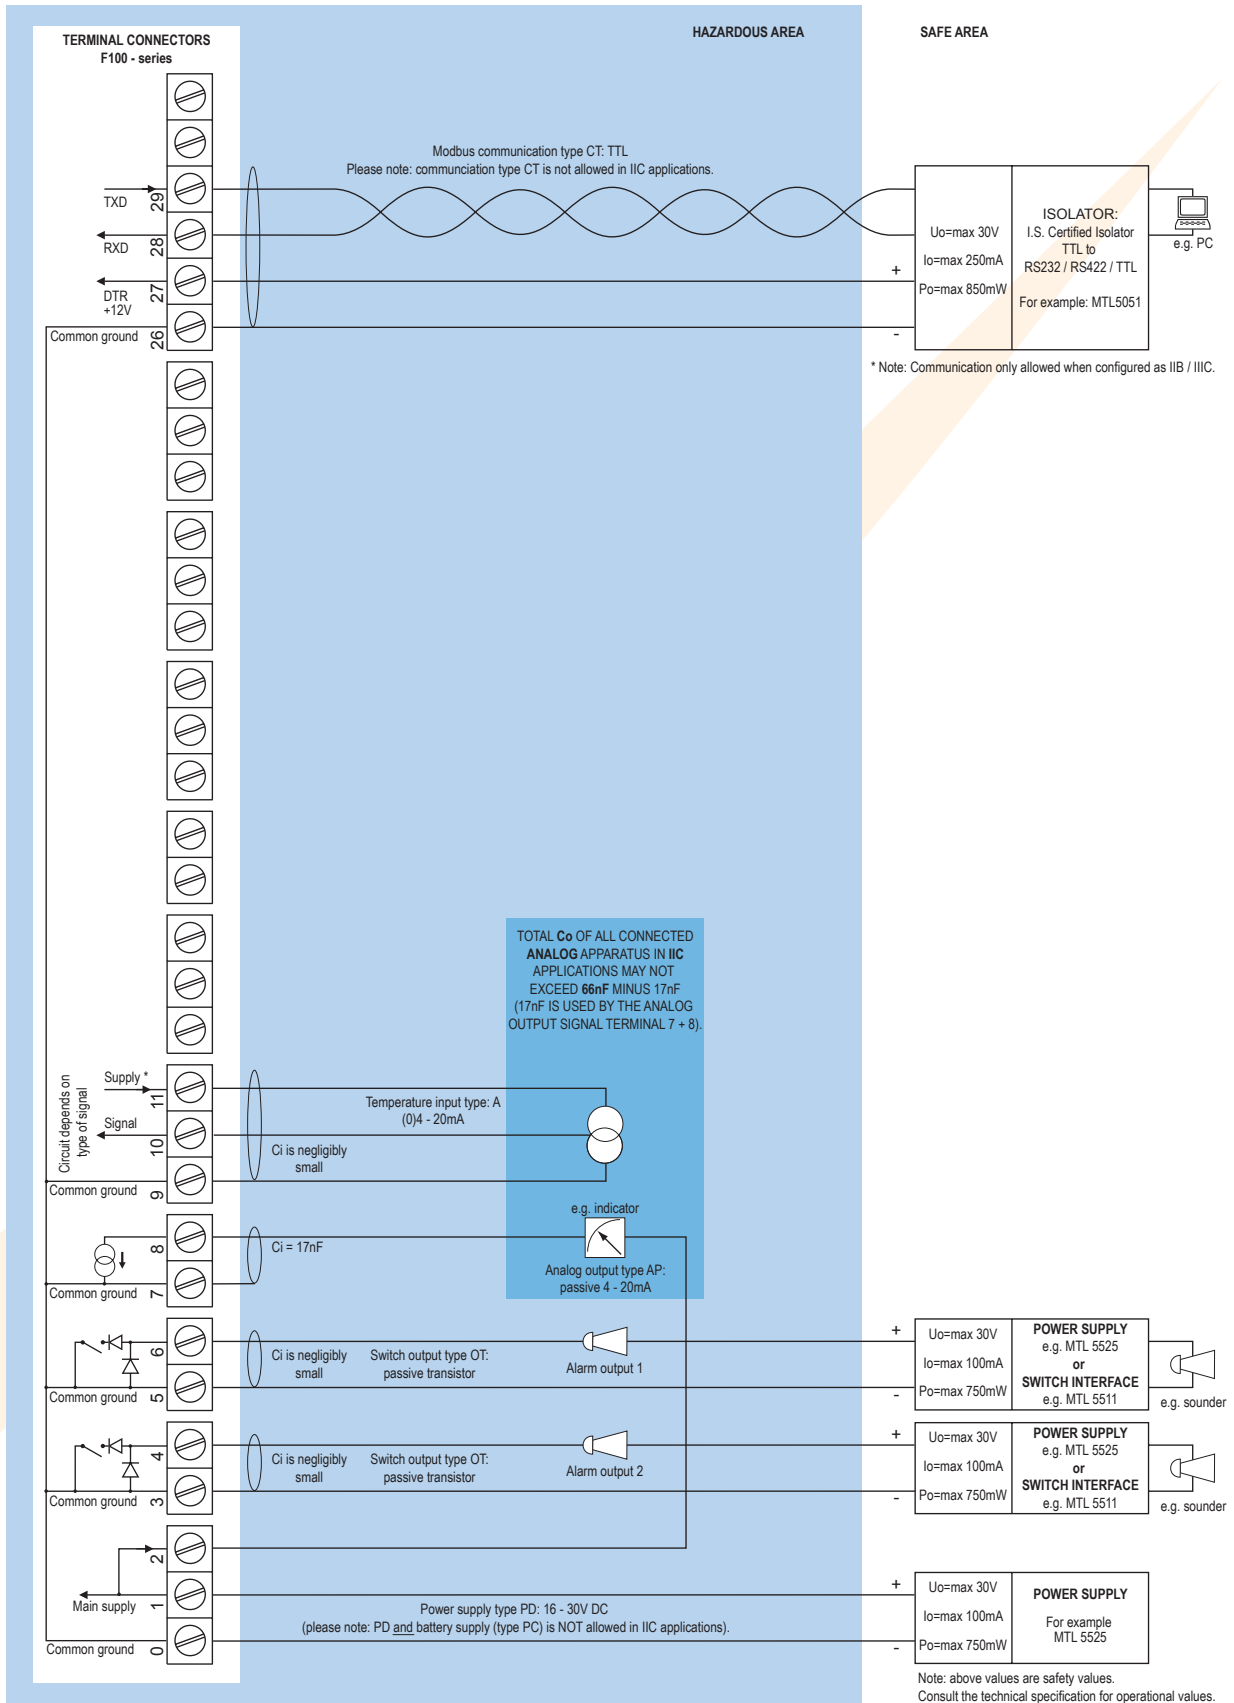 TERMINAL CONNECTORS
F100 - series
HAZARDOUS AREA
SAFE AREA
Modbus communication type CT: TTL
Please note: communciation type CT is not allowed in IIC applications.
TXD
29
RXD
28
DTR
+12V
27
Common ground
26
+
-
Uo=max 30V
Io=max 250mA
Po=max 850mW
ISOLATOR:
I.S. Certified Isolator
TTL to
RS232 / RS422 / TTL
For example: MTL5051
e.g. PC
* Note: Communication only allowed when configured as IIB / IIIC.
TOTAL Co OF ALL CONNECTED
ANALOG APPARATUS IN IIC
APPLICATIONS MAY NOT
EXCEED 66nF MINUS 17nF
(17nF IS USED BY THE ANALOG
OUTPUT SIGNAL TERMINAL 7 + 8).
Circuit depends on
type of signal
Supply *
11
Signal
10
Common ground
9
Temperature input type: A
(0)4 - 20mA
Ci is negligibly
small
8
Common ground
7
Ci = 17nF
e.g. indicator
Analog output type AP:
passive 4 - 20mA
6
Common ground
5
Ci is negligibly
small
Switch output type OT:
passive transistor
Alarm output 1
+
-
Uo=max 30V
Io=max 100mA
Po=max 750mW
POWER SUPPLY
e.g. MTL 5525
or
SWITCH INTERFACE
e.g. MTL 5511
e.g. sounder
4
Common ground
3
Ci is negligibly
small
Switch output type OT:
passive transistor
Alarm output 2
+
-
Uo=max 30V
Io=max 100mA
Po=max 750mW
POWER SUPPLY
e.g. MTL 5525
or
SWITCH INTERFACE
e.g. MTL 5511
e.g. sounder
2
Main supply
1
Common ground
0
Power supply type PD: 16 - 30V DC
(please note: PD and battery supply (type PC) is NOT allowed in IIC applications).
+
-
Uo=max 30V
Io=max 100mA
Po=max 750mW
POWER SUPPLY
For example
MTL 5525
Note: above values are safety values.
Consult the technical specification for operational values.